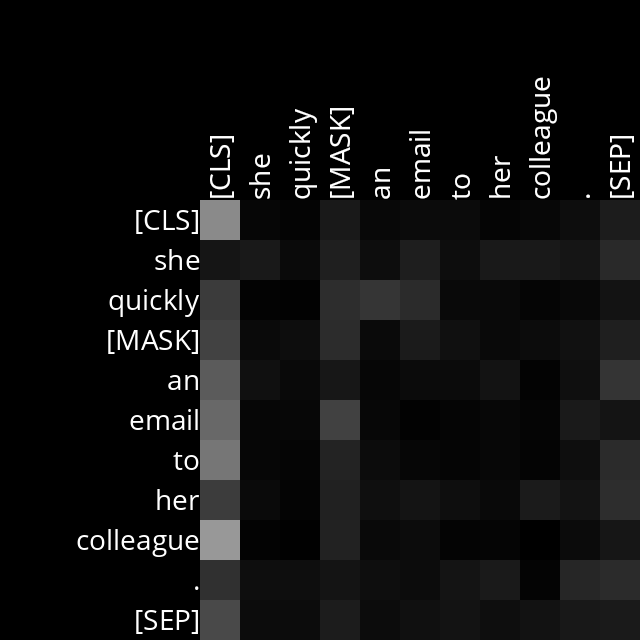 [CLS]
she
quickly
[MASK]
an
email
to
her
colleague
.
[SEP]
[CLS]
she
quickly
[MASK]
an
email
to
her
colleague
.
[SEP]